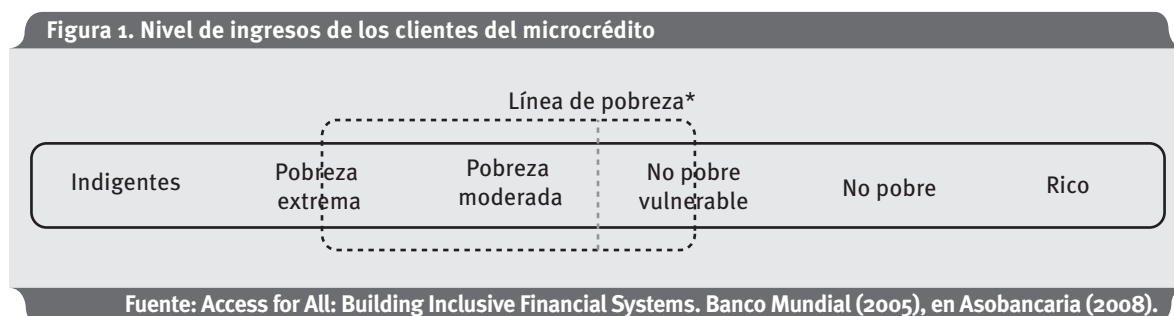 Figura 1. Nivel de ingresos de los clientes del microcrédito
Línea de pobreza*
Indigentes
Pobreza
extrema
Pobreza
moderada
No pobre
vulnerable
No pobre
Rico
Fuente: Access for All: Building Inclusive Financial Systems. Banco Mundial (2005), en Asobancaria (2008).